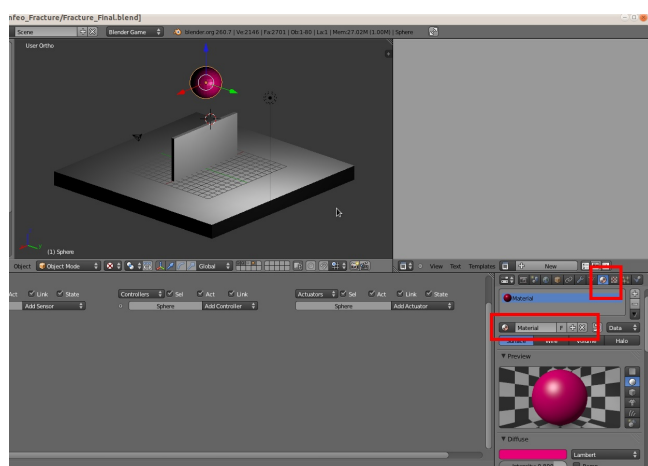 nfeo_Fracture/Fracture_Final.blend]
Scene
Blender Game
blender.org 260.7 | Ve:2146 | Fa:2701 | Ob:1-80 | La:1 | Mem:27.02M (1.00M) | Sphere
User Ortho
(1) Sphere
Object
Object Mode
Global
View Text Templates
New
Act Link State
Controllers Sel Act Link
Actuators Sel Act Link State
Add Sensor
Sphere
Add Controller
Sphere
Add Actuator
Material
Material
F
Data
Surface
Wire
Volume
Halo
Preview
Diffuse
Lambert